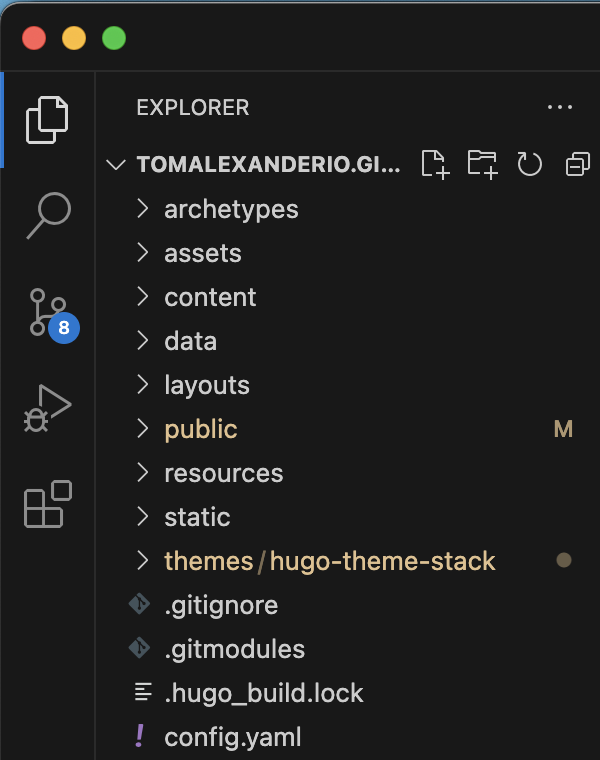 EXPLORER
TOMALEXANDERIO.GI...
archetypes
assets
content
8
data
layouts
public M
resources
static
themes/hugo-theme-stack
.gitignore
.gitmodules
.hugo_build.lock
! config.yaml